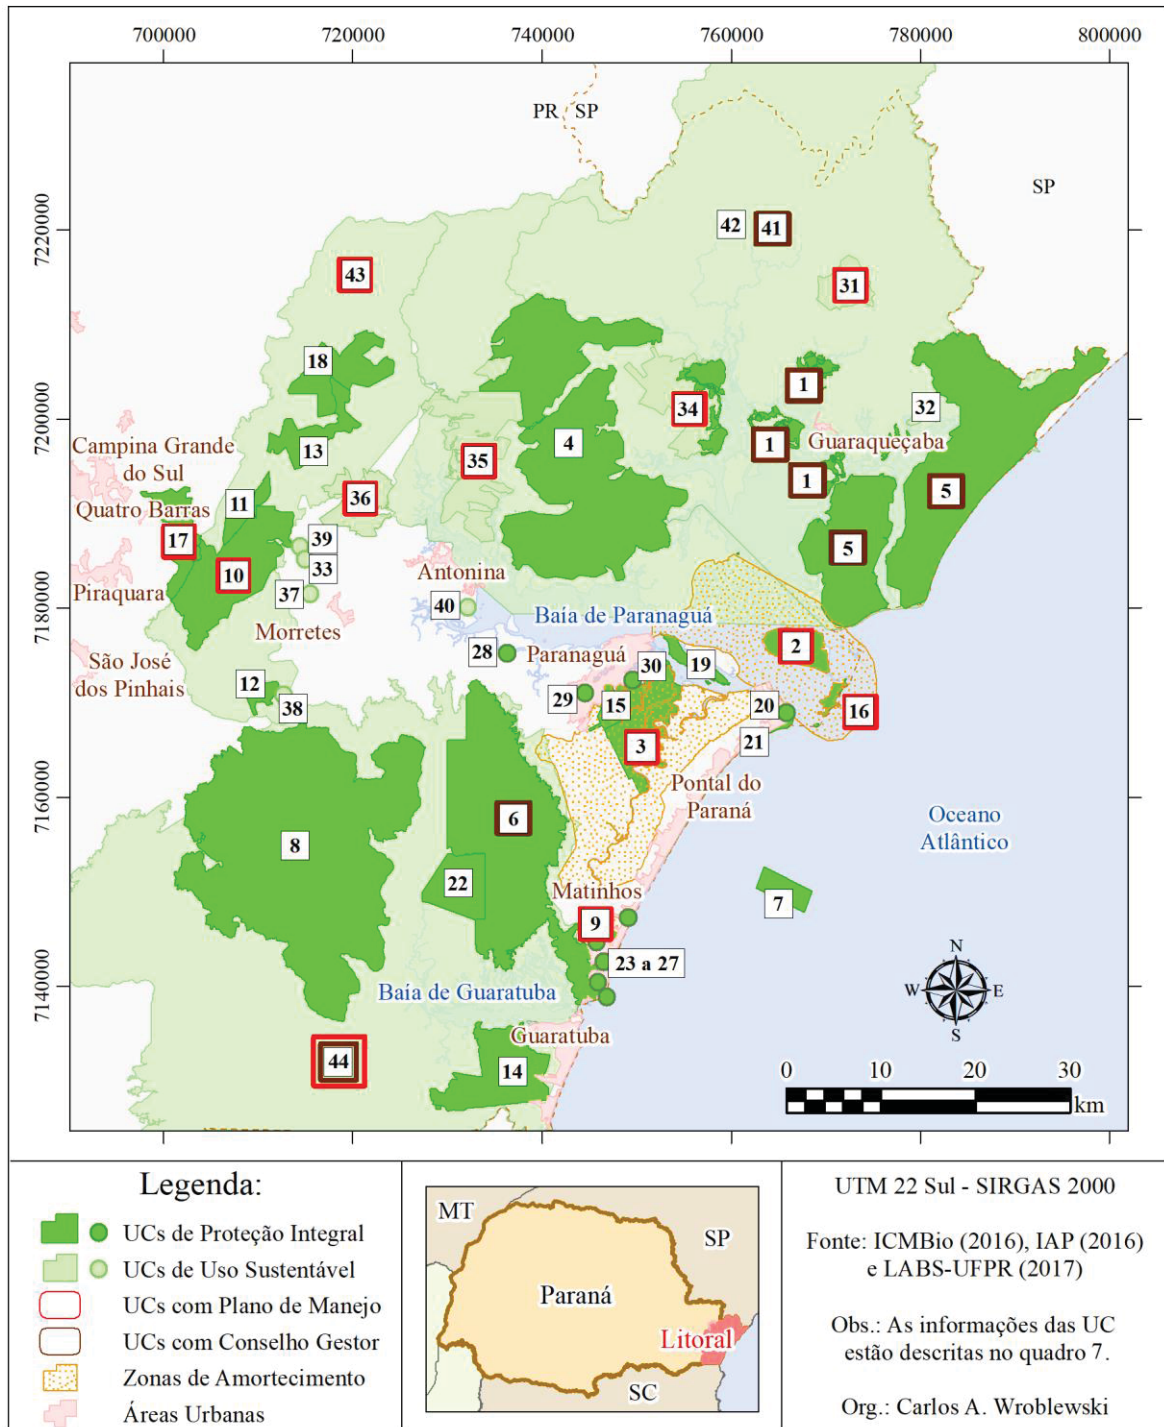 700000 720000 740000 760000 780000 800000
PR SP
SP
7220000
42 41
43
31
18
1
34
32
7200000
13
4
1
Guaraqueçaba
Campina Grande
do Sul
35
1
5
11
36
Quatro Barras
17
39
5
10
33
Antonina
Piraquara
37
40
7180000
Baía de Paranaguá
Morretes
2
28
Paranaguá
São José
dos Pinhais
30
19
12
29
38
15
20
16
21
3
Pontal do
Paraná
7160000
6
Oceano
Atlântico
8
22
Matinhos
7
9
23 a 27
N
W E
S
7140000
Baía de Guaratuba
Guaratuba
44
14
0 10 20 30
km
Legenda:
UCs de Proteção Integral
UCs de Uso Sustentável
UCs com Plano de Manejo
UCs com Conselho Gestor
Zonas de Amortecimento
Áreas Urbanas
MT
SP
Paraná
Litoral
SC
UTM 22 Sul - SIRGAS 2000
Fonte: ICMBio (2016), IAP (2016)
e LABS-UFPR (2017)
Obs.: As informações das UC
estão descritas no quadro 7.
Org.: Carlos A. Wroblewski